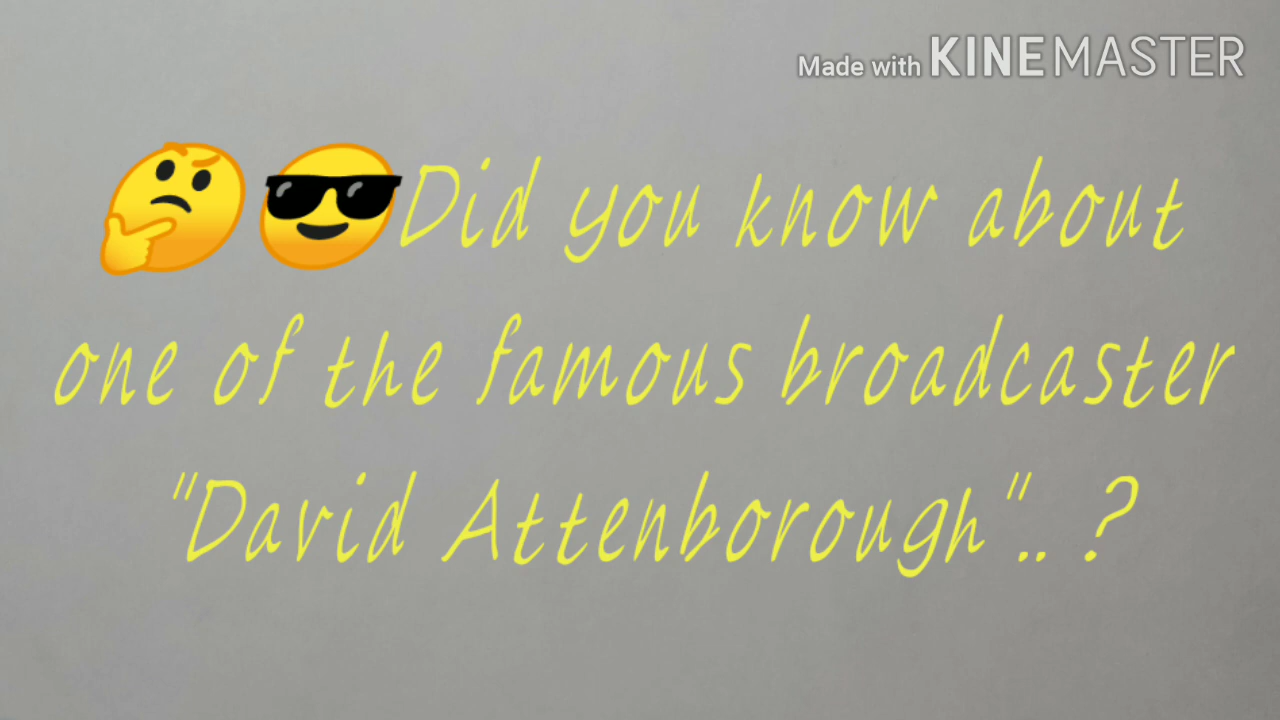 Made with KINEMASTER
🤔😎Did you know about
one of the famous broadcaster
"David Attenborough".. ?